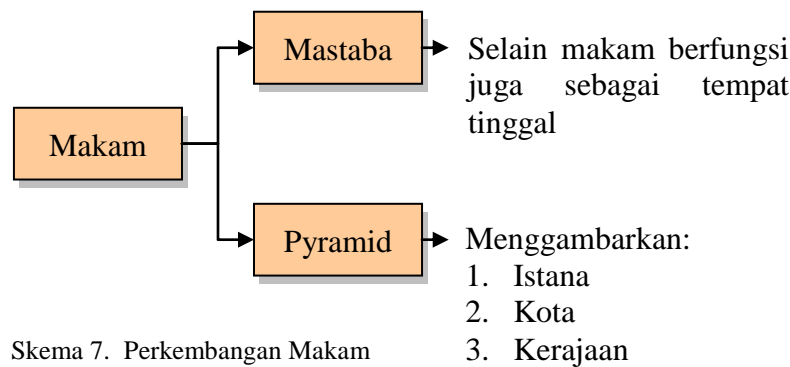 Makam
Mastaba
Selain makam berfungsi
juga sebagai tempat
tinggal
Pyramid
Menggambarkan:
1. Istana
2. Kota
3. Kerajaan
Skema 7. Perkembangan Makam